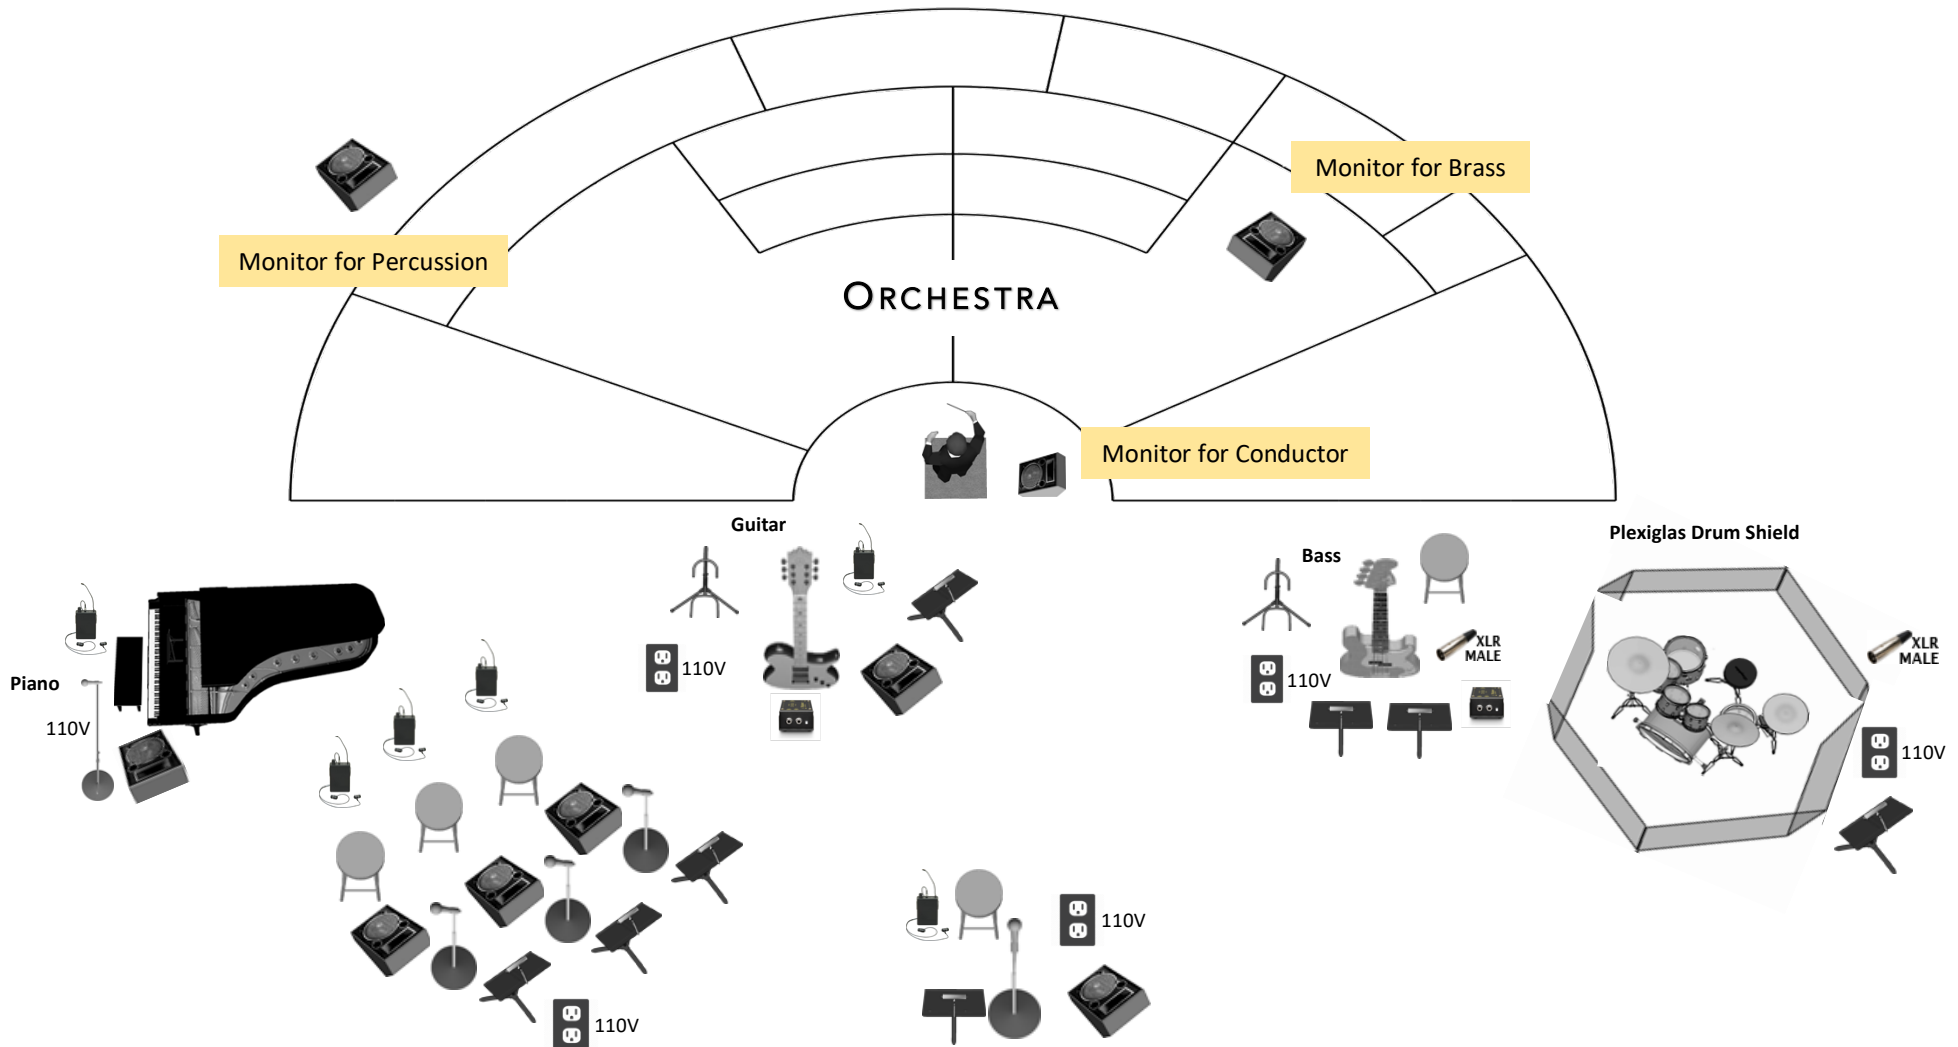 Monitor for Brass
Monitor for Percussion
ORCHESTRA
Monitor for Conductor
Guitar
Plexiglas Drum Shield
Bass
XLR
MALE
XLR
MALE
110V
110V
Piano
110V
110V
110V
110V